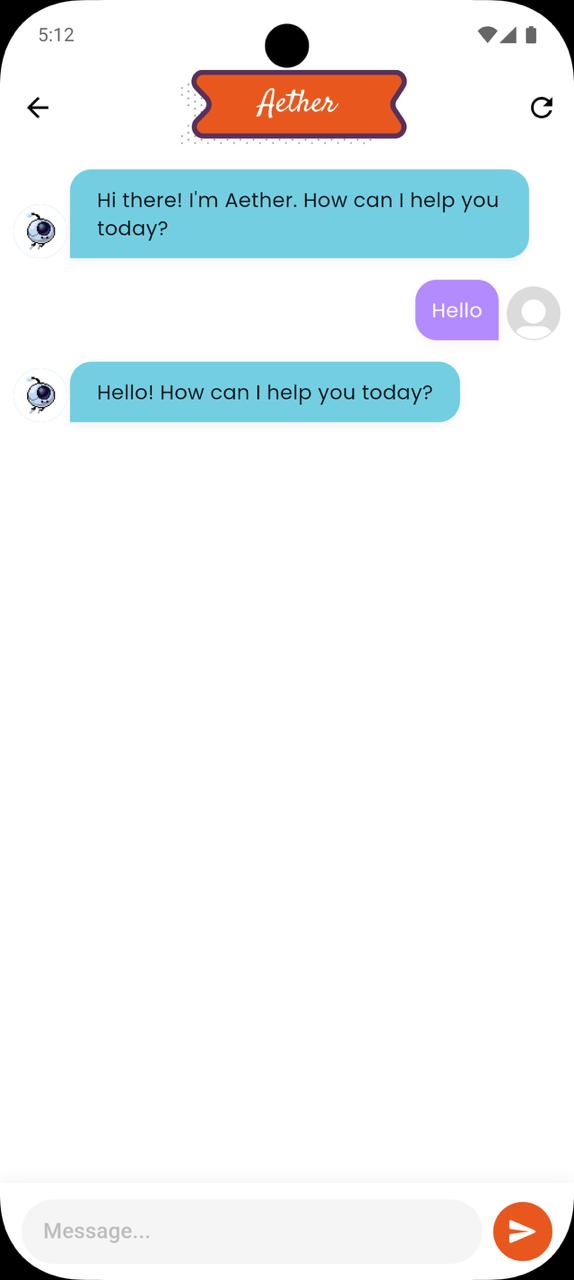 5:12
Aether
Hi there! I'm Aether. How can I help you
today?
Hello
Hello! How can I help you today?
Message...